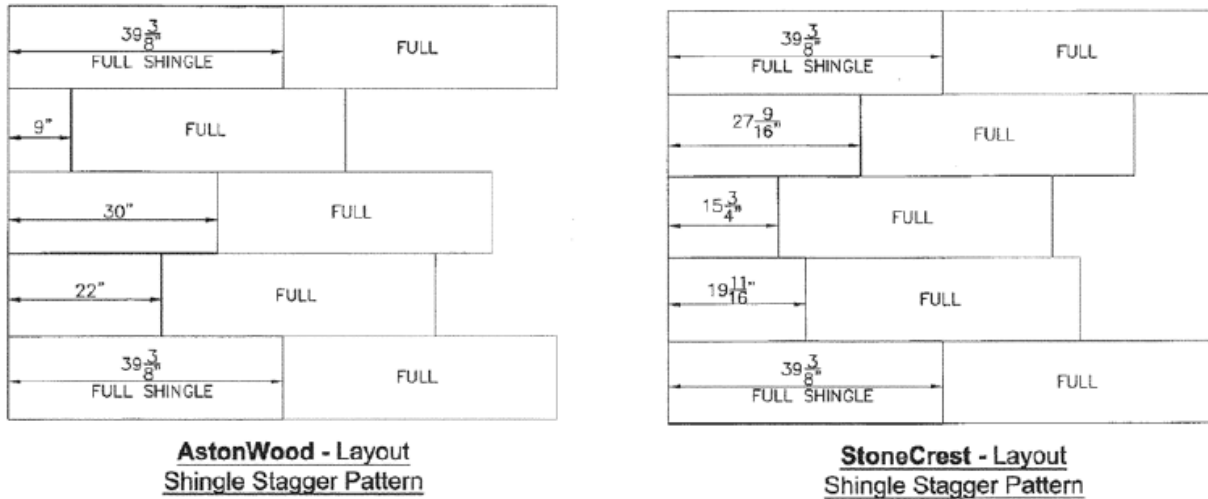 39 3/8"
FULL SHINGLE
FULL
9"
FULL
30"
FULL
22"
FULL
39 3/8"
FULL SHINGLE
FULL
AstonWood - Layout
Shingle Stagger Pattern
39 3/8"
FULL SHINGLE
FULL
27 9/16"
FULL
15 3/4"
FULL
19 11/16"
FULL
39 3/8"
FULL SHINGLE
FULL
StoneCrest - Layout
Shingle Stagger Pattern